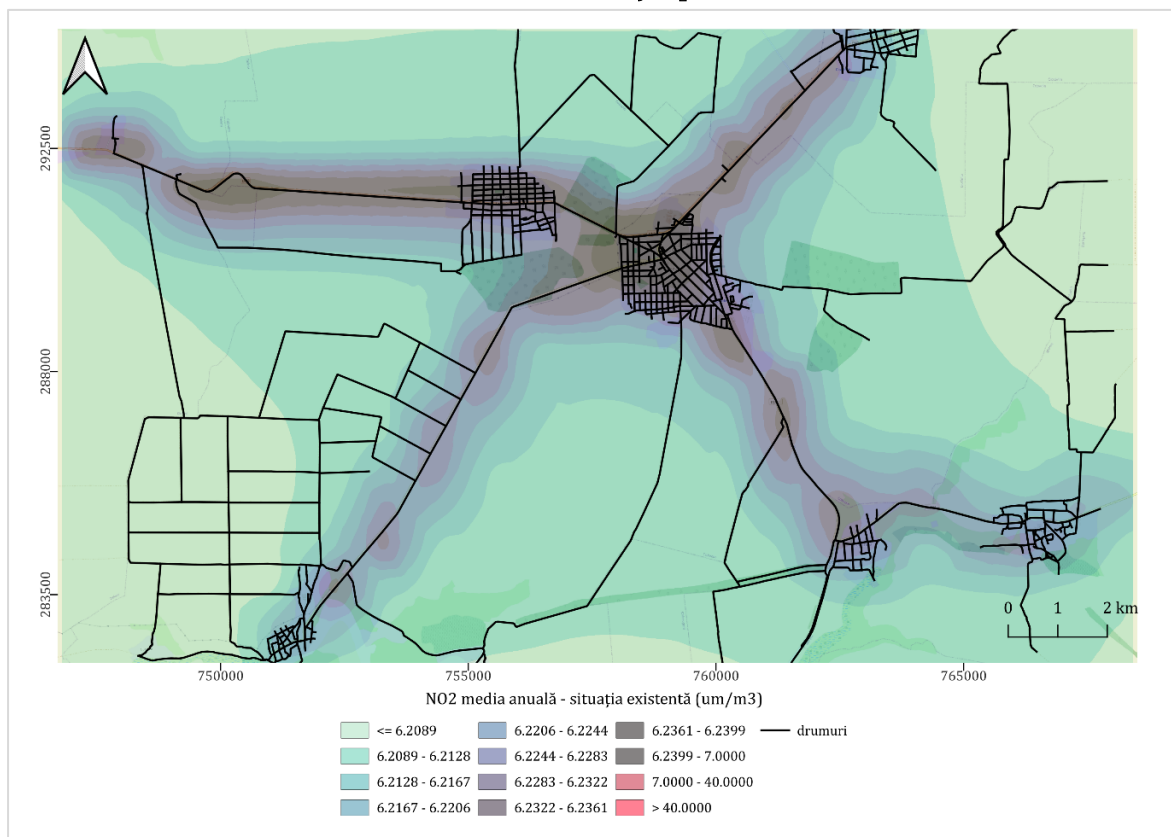 292500
288000
283500
0 1 2 km
750000 755000 760000 765000
NO2 media anuală - situația existentă (um/m3)
<= 6.2089 6.2206 - 6.2244 6.2361 - 6.2399 drumuri
6.2089 - 6.2128 6.2244 - 6.2283 6.2399 - 7.0000
6.2128 - 6.2167 6.2283 - 6.2322 7.0000 - 40.0000
6.2167 - 6.2206 6.2322 - 6.2361 > 40.0000